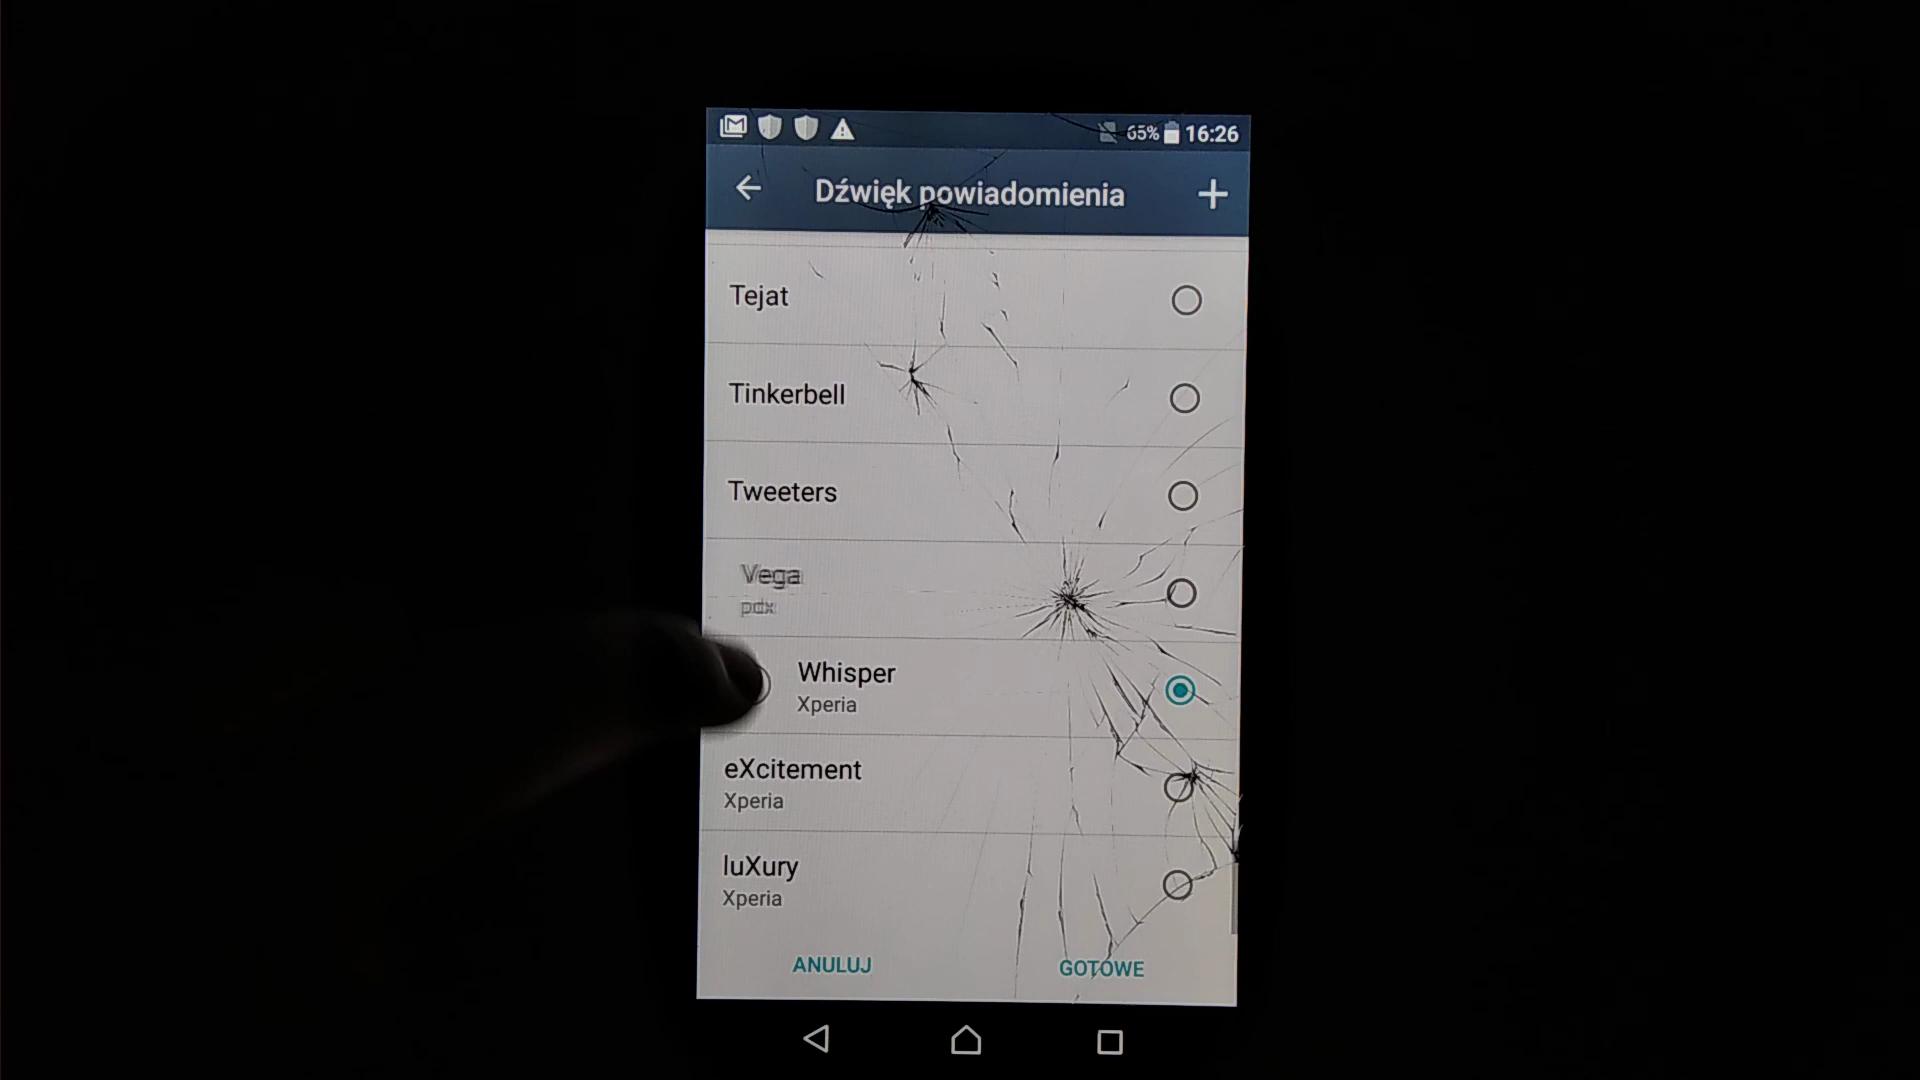 65% 16:26
Dźwięk powiadomienia
Tejat
Tinkerbell
Tweeters
Vega
pdx
Whisper
Xperia
eXcitement
Xperia
luXury
Xperia
ANULUJ GOTOWE